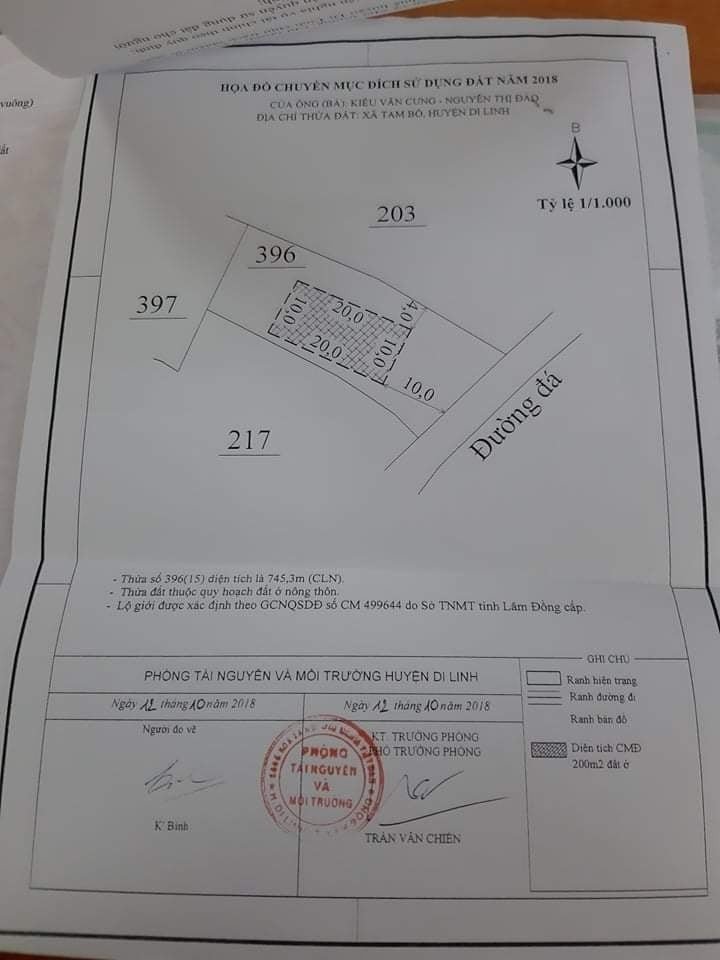 vuông)
HỌA ĐỒ CHUYỂN MỤC ĐÍCH SỬ DỤNG ĐẤT NĂM 2018
CỦA ÔNG (BÀ): KIỀU VĂN CƯNG - NGUYỄN THỊ ĐÀO
ĐỊA CHỈ THỬA ĐẤT: XÃ TAM BỐ, HUYỆN DI LINH
B
Tỷ lệ 1/1.000
203
396
397
20,0
4,0
10,0
10,0
20,0
10,0
217
Đường đá
- Thửa số 396(15) diện tích là 745,3m (CLN).
- Thửa đất thuộc quy hoạch đất ở nông thôn.
- Lộ giới được xác định theo GCNQSDĐ số CM 499644 do Sở TNMT tỉnh Lâm Đồng cấp.
PHÒNG TÀI NGUYÊN VÀ MÔI TRƯỜNG HUYỆN DI LINH
Ngày 12 tháng 10 năm 2018
Ngày 12 tháng 10 năm 2018
Người đo vẽ
KT. TRƯỞNG PHÒNG
PHÓ TRƯỞNG PHÒNG
PHÒNG
TÀI NGUYÊN
VÀ
MÔI TRƯỜNG
K' Bình
TRẦN VĂN CHIẾN
GHI CHÚ
Ranh hiện trạng
Ranh đường đi
Ranh bản đồ
Diện tích CMĐ
200m2 đất ở